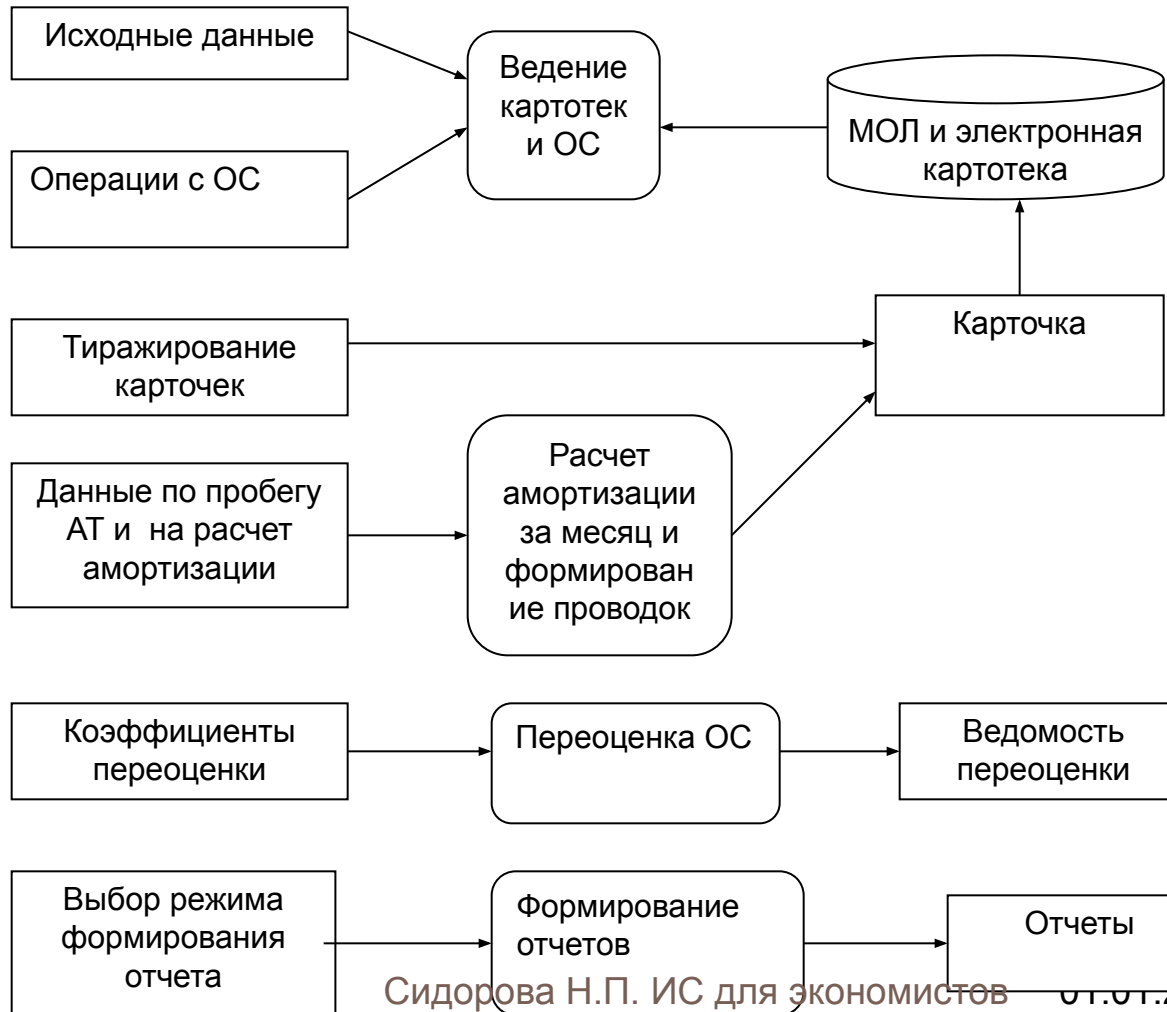 Исходные данные
Ведение
картотек
и ОС
МОЛ и электронная
картотека
Операции с ОС
Карточка
Тиражирование
карточек
Расчет
амортизации
за месяц и
формирован
ие проводок
Данные по пробегу
АТ и на расчет
амортизации
Коэффициенты
переоценки
Переоценка ОС
Ведомость
переоценки
Выбор режима
формирования
отчета
Формирование
отчетов
Отчеты
Сидорова Н.П. ИС для экономистов